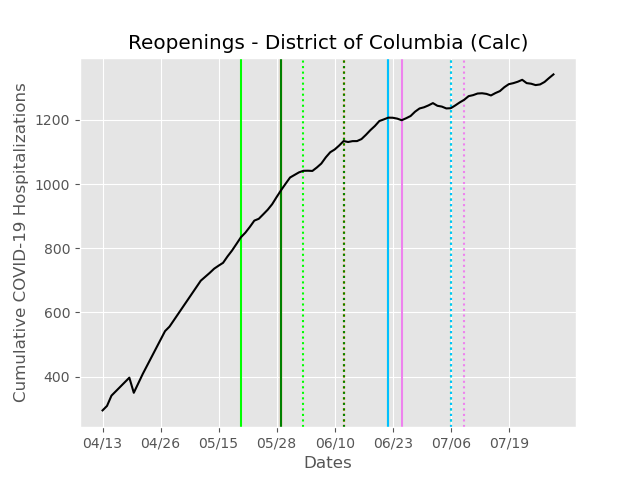 Reopenings - District of Columbia (Calc)
Cumulative COVID-19 Hospitalizations
1200
1000
800
600
400
04/13 04/26 05/15 05/28 06/10 06/23 07/06 07/19
Dates